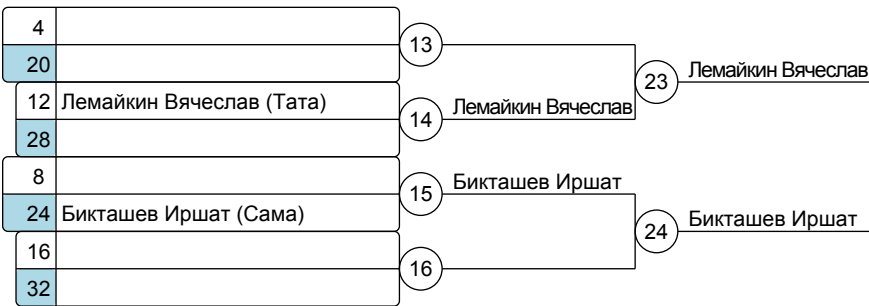 4
13
20
23 Лемайкин Вячеслав
12 Лемайкин Вячеслав (Тата)
14 Лемайкин Вячеслав
28
8
15 Бикташев Иршат
24 Бикташев Иршат (Сама)
24 Бикташев Иршат
16
16
32